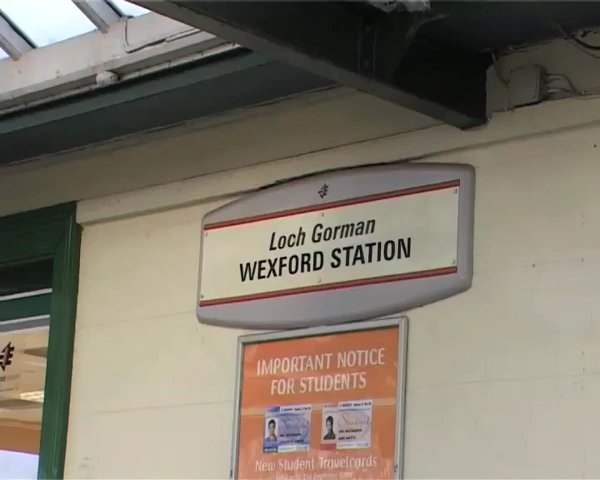 Loch Gorman
WEXFORD STATION
IMPORTANT NOTICE
FOR STUDENTS
New Student Travelcards